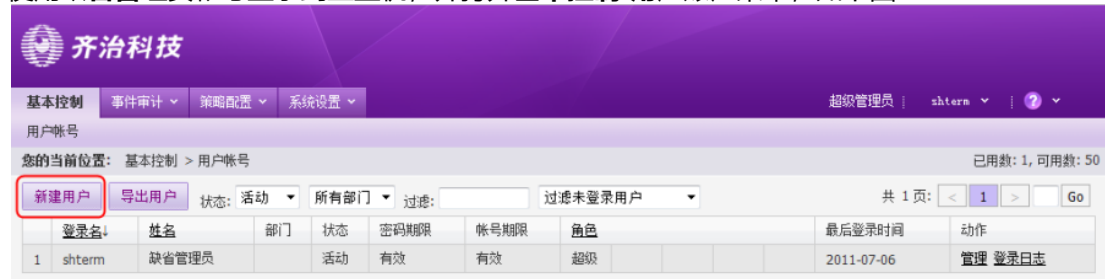 齐治科技
基本控制 事件审计 策略配置 系统设置 超级管理员 | shterm | ?
用户帐号
您的当前位置: 基本控制 > 用户帐号 已用数: 1, 可用数: 50
新建用户 导出用户 状态: 活动 所有部门 过滤: 过滤未登录用户 共 1 页: < 1 > Go
登录名↓ 姓名 部门 状态 密码期限 帐号期限 角色 最后登录时间 动作
1 shterm 缺省管理员 活动 有效 有效 超级 2011-07-06 管理 登录日志